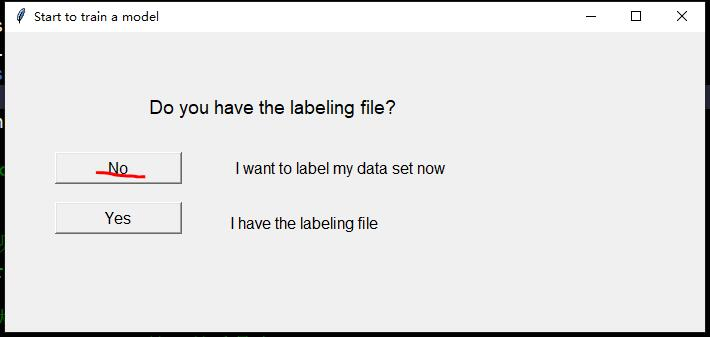 Start to train a model
Do you have the labeling file?
No
I want to label my data set now
Yes
I have the labeling file